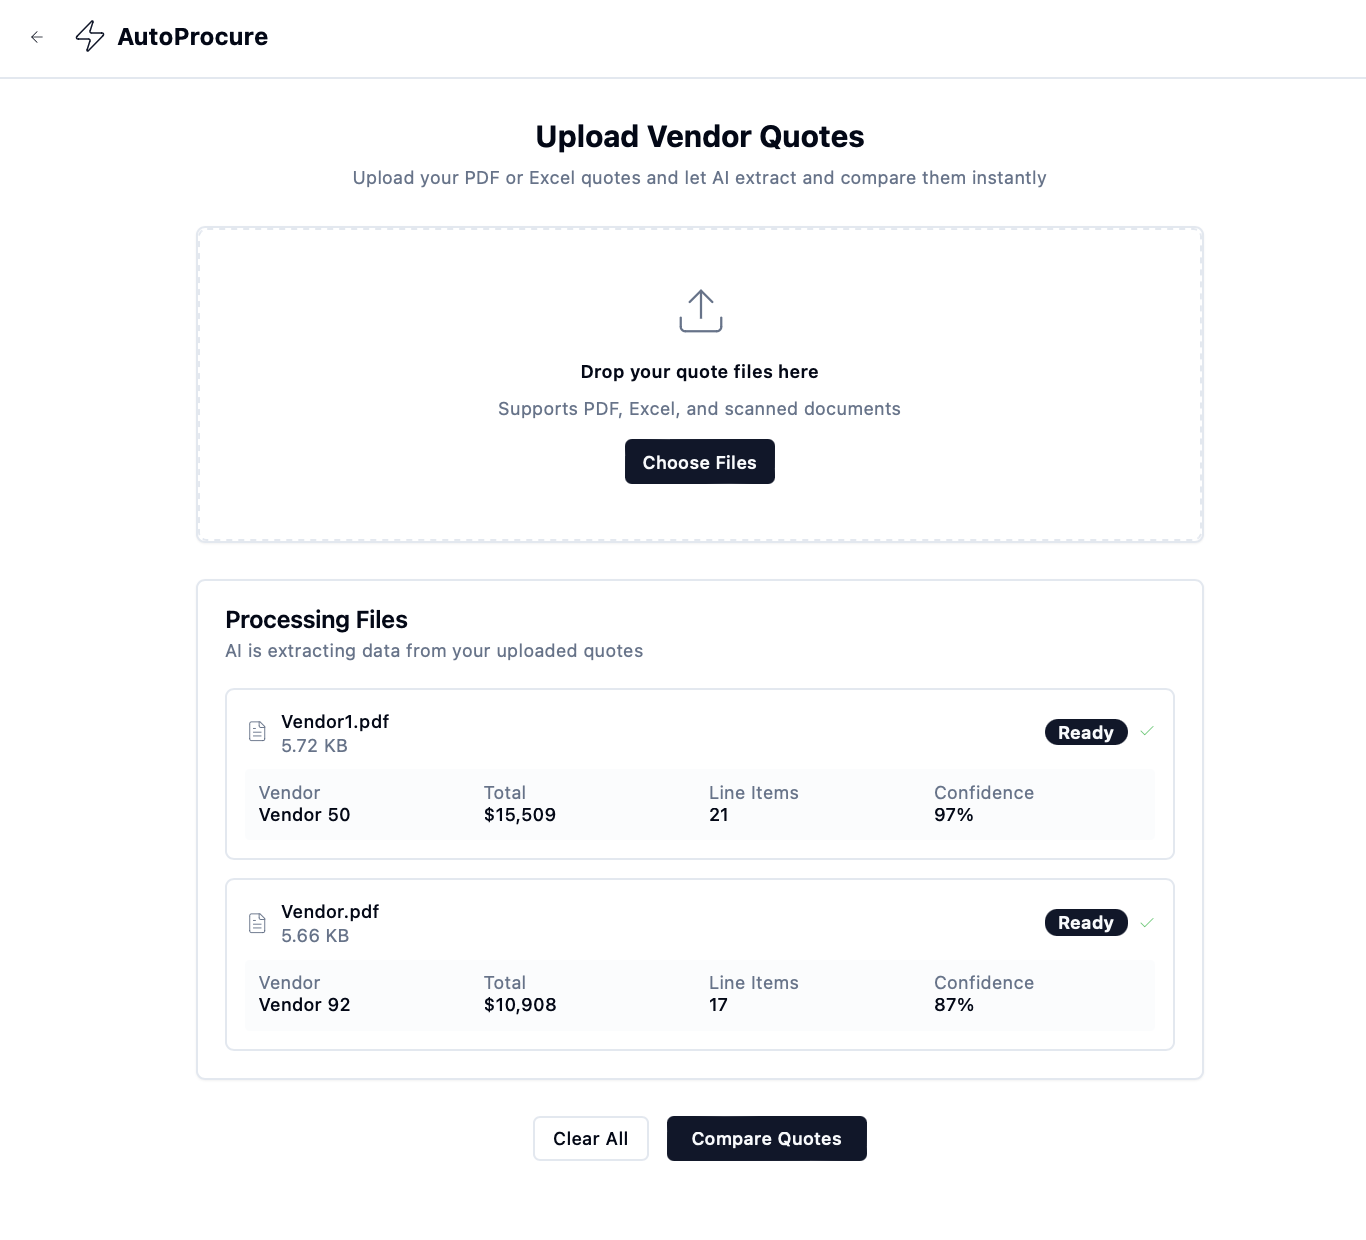 AutoProcure
Upload Vendor Quotes
Upload your PDF or Excel quotes and let AI extract and compare them instantly
Drop your quote files here
Supports PDF, Excel, and scanned documents
Choose Files
Processing Files
AI is extracting data from your uploaded quotes
Vendor1.pdf
5.72 KB
Ready
Vendor Total Line Items Confidence
Vendor 50 $15,509 21 97%
Vendor.pdf
5.66 KB
Ready
Vendor Total Line Items Confidence
Vendor 92 $10,908 17 87%
Clear All Compare Quotes